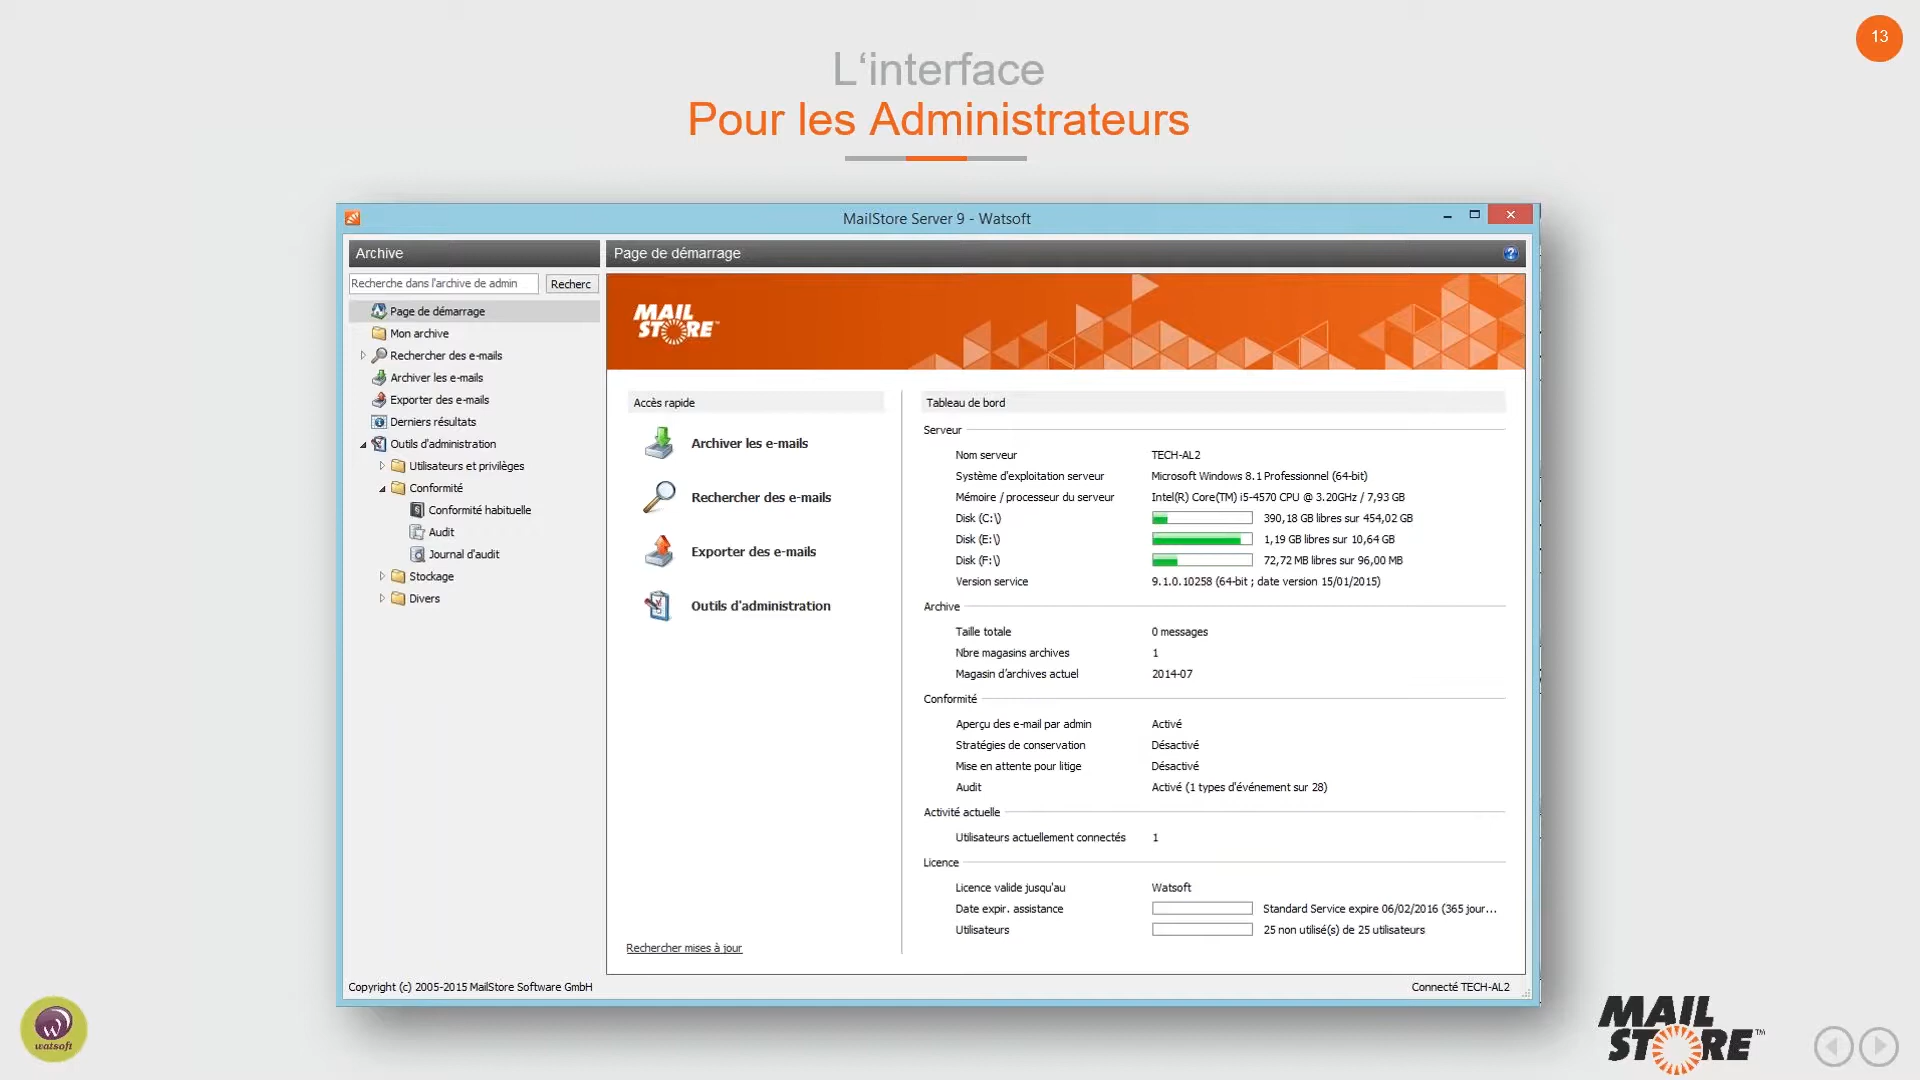 13
L‘interface
Pour les Administrateurs
MailStore Server 9 - Watsoft
Archive
Page de démarrage
Recherche dans l'archive de admin
Recherc
Page de démarrage
Mon archive
Rechercher des e-mails
Archiver les e-mails
Exporter des e-mails
Derniers résultats
Outils d'administration
Utilisateurs et privilèges
Conformité
Conformité habituelle
Audit
Journal d'audit
Stockage
Divers
MAIL
STORE™
Accès rapide
Archiver les e-mails
Rechercher des e-mails
Exporter des e-mails
Outils d'administration
Rechercher mises à jour
Tableau de bord
Serveur
Nom serveur TECH-AL2
Système d'exploitation serveur Microsoft Windows 8.1 Professionnel (64-bit)
Mémoire / processeur du serveur Intel(R) Core(TM) i5-4570 CPU @ 3.20GHz / 7,93 GB
Disk (C:\) 390,18 GB libres sur 454,02 GB
Disk (E:\) 1,19 GB libres sur 10,64 GB
Disk (F:\) 72,72 MB libres sur 96,00 MB
Version service 9.1.0.10258 (64-bit ; date version 15/01/2015)
Archive
Taille totale 0 messages
Nbre magasins archives 1
Magasin d'archives actuel 2014-07
Conformité
Aperçu des e-mail par admin Activé
Stratégies de conservation Désactivé
Mise en attente pour litige Désactivé
Audit Activé (1 types d'événement sur 28)
Activité actuelle
Utilisateurs actuellement connectés 1
Licence
Licence valide jusqu'au Watsoft
Date expir. assistance Standard Service expire 06/02/2016 (365 jour...
Utilisateurs 25 non utilisé(s) de 25 utilisateurs
Copyright (c) 2005-2015 MailStore Software GmbH
Connecté TECH-AL2
W
watsoft
MAIL
STORE™